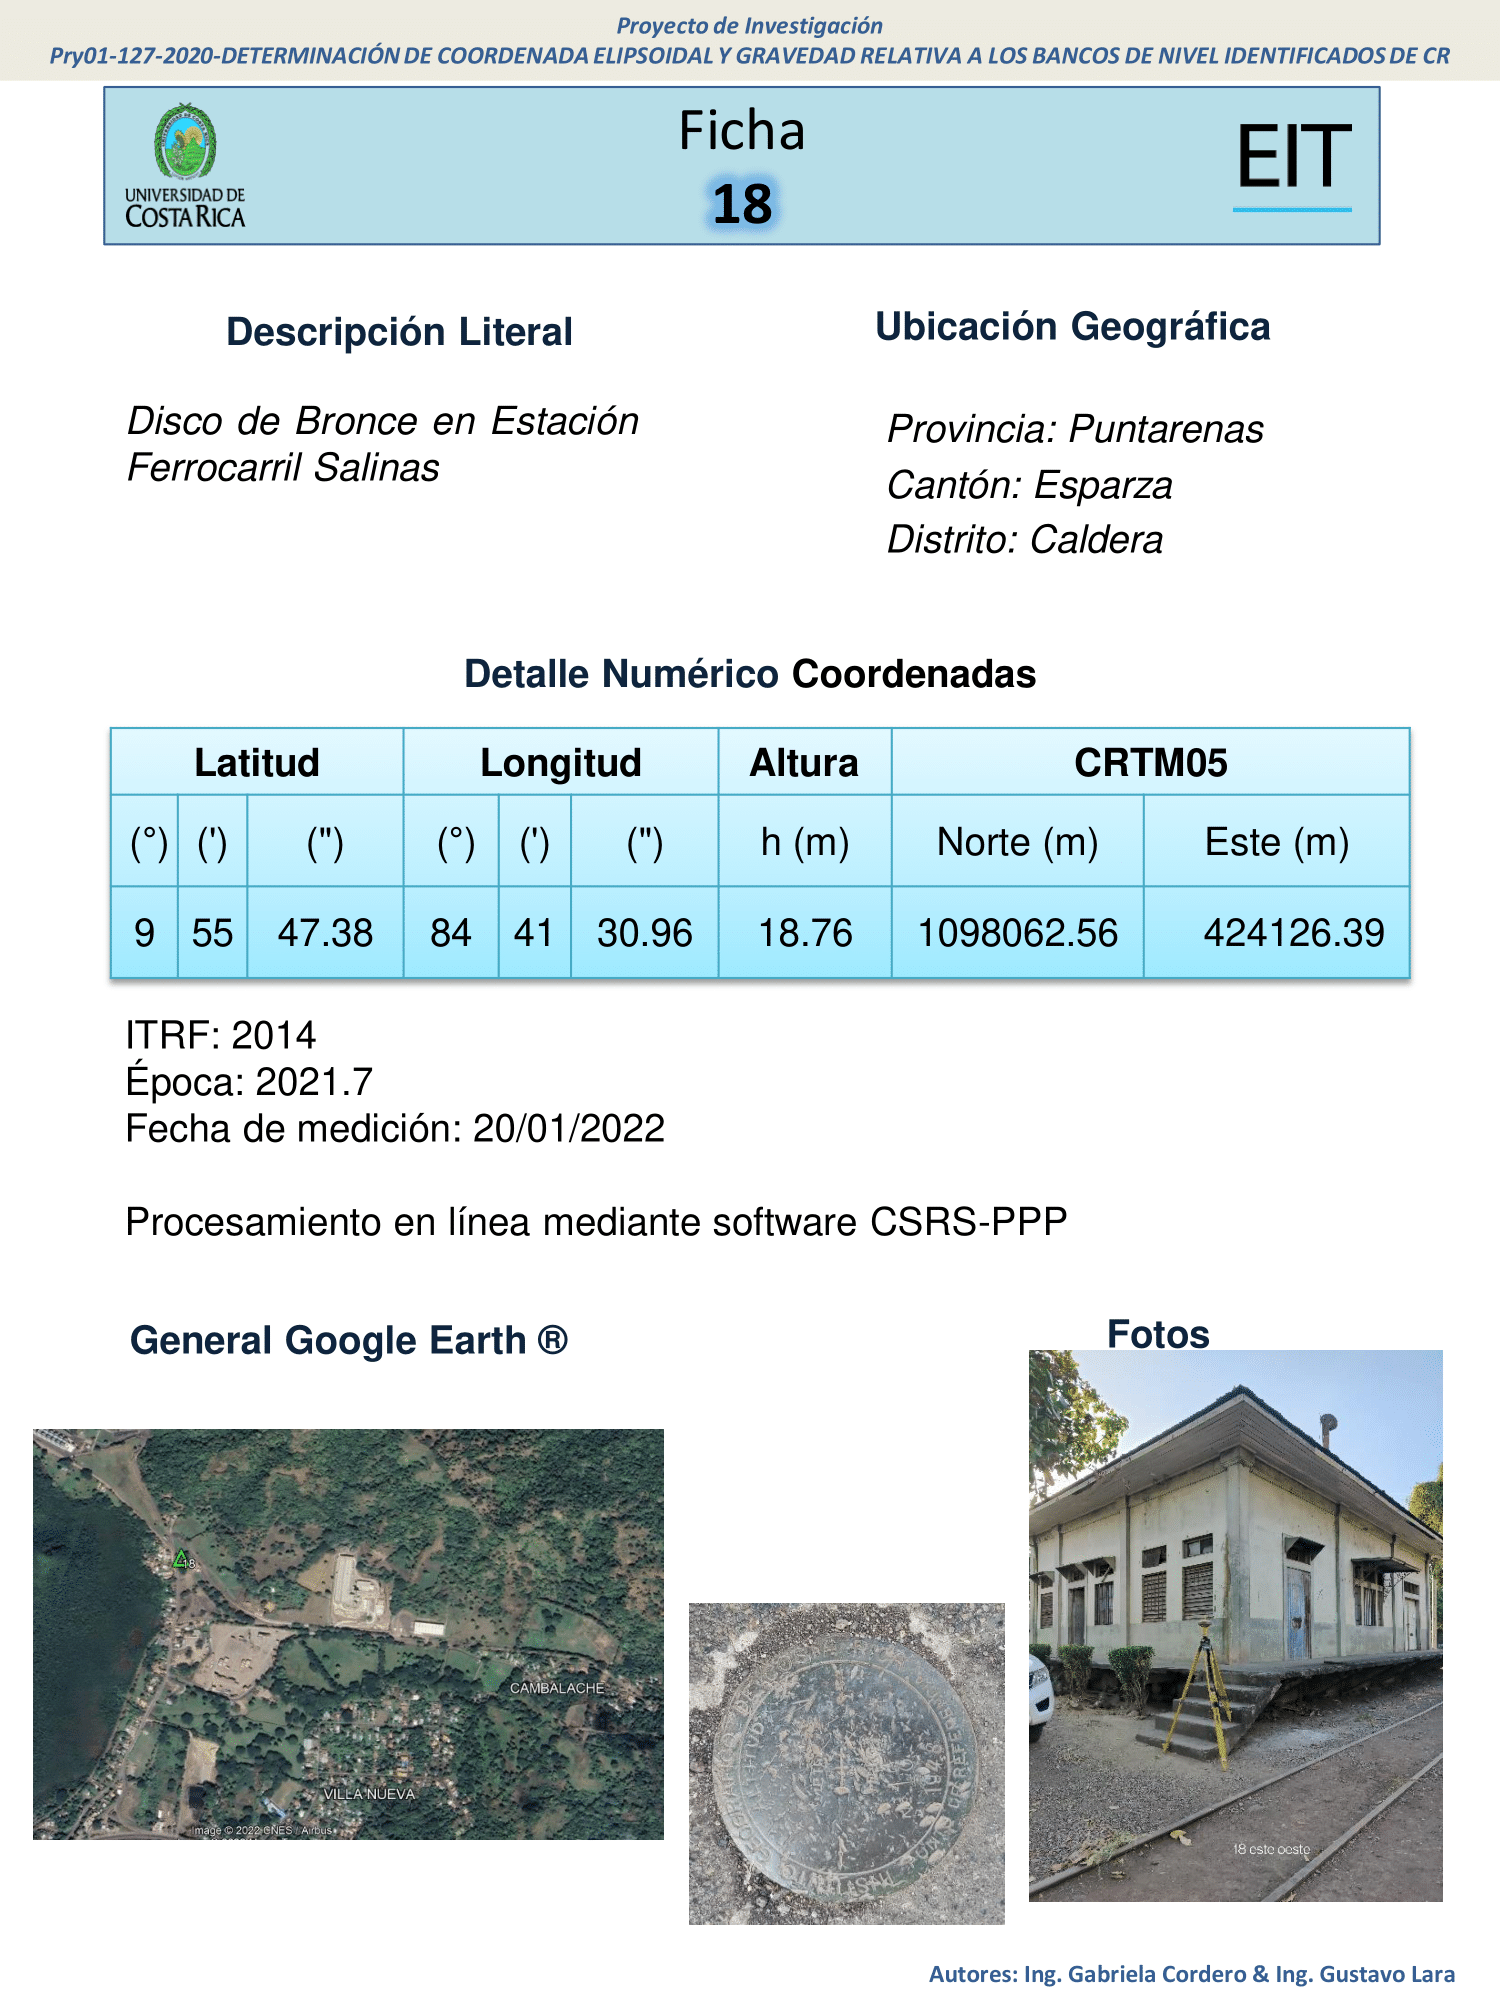 Proyecto de Investigación
Pry01-127-2020-DETERMINACIÓN DE COORDENADA ELIPSOIDAL Y GRAVEDAD RELATIVA A LOS BANCOS DE NIVEL IDENTIFICADOS DE CR
UNIVERSIDAD DE
COSTA RICA
Ficha
18
EIT
Descripción Literal
Disco de Bronce en Estación
Ferrocarril Salinas
Ubicación Geográfica
Provincia: Puntarenas
Cantón: Esparza
Distrito: Caldera
Detalle Numérico Coordenadas
Latitud Longitud Altura CRTM05
(°) (') (") (°) (') (") h (m) Norte (m) Este (m)
9 55 47.38 84 41 30.96 18.76 1098062.56 424126.39
ITRF: 2014
Época: 2021.7
Fecha de medición: 20/01/2022
Procesamiento en línea mediante software CSRS-PPP
General Google Earth ®
Fotos
18
CAMBALACHE
VILLA NUEVA
Image © 2022 CNES / Airbus
18 este oeste
Autores: Ing. Gabriela Cordero & Ing. Gustavo Lara